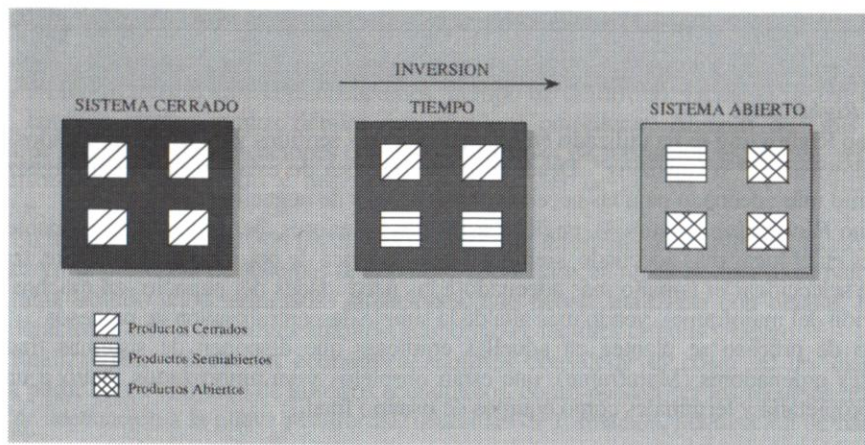 INVERSION
SISTEMA CERRADO
TIEMPO
SISTEMA ABIERTO
Productos Cerrados
Productos Semiabiertos
Productos Abiertos